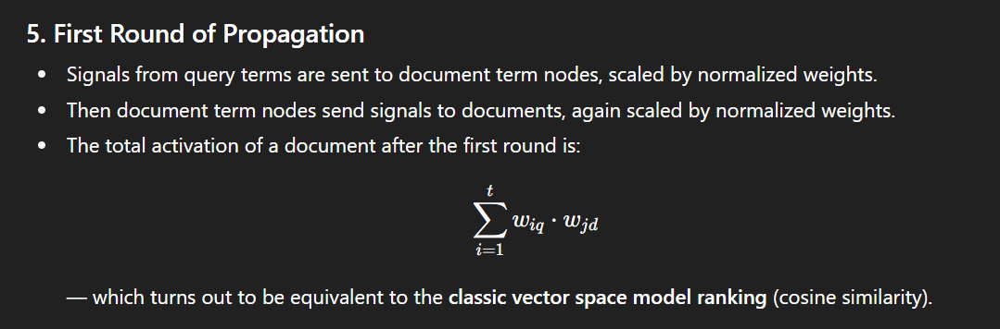 5. First Round of Propagation
• Signals from query terms are sent to document term nodes, scaled by normalized weights.
• Then document term nodes send signals to documents, again scaled by normalized weights.
• The total activation of a document after the first round is:
t
∑ w_{iq} · w_{jd}
i=1
— which turns out to be equivalent to the classic vector space model ranking (cosine similarity).